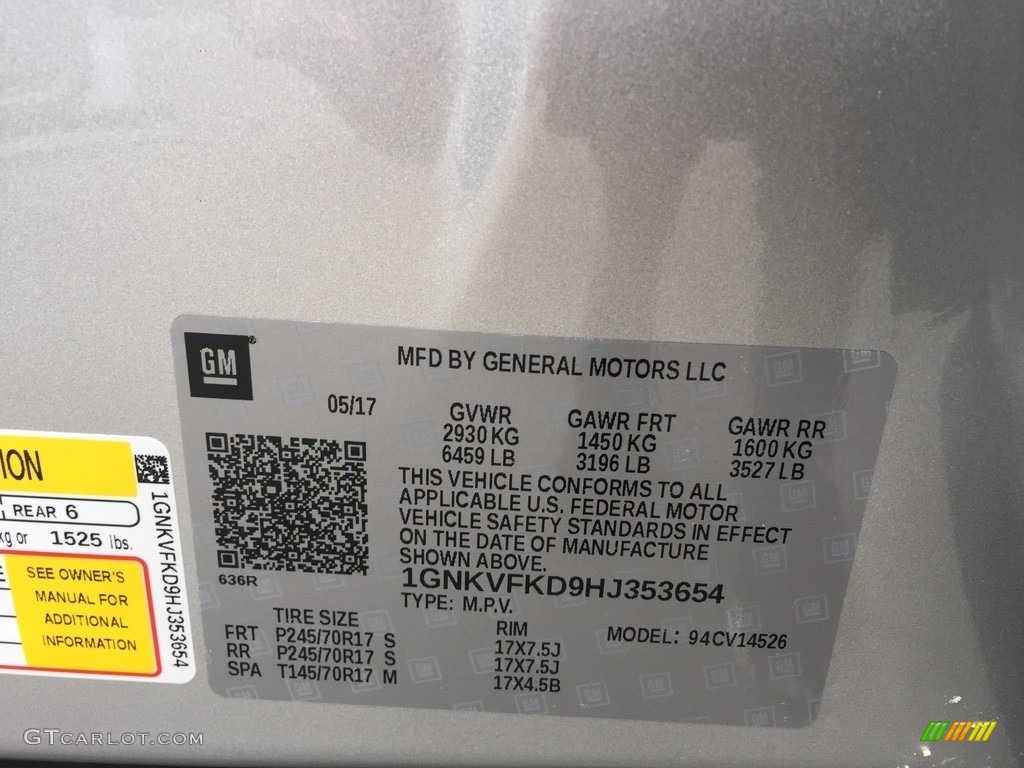 GM
MFD BY GENERAL MOTORS LLC
05/17
GVWR GAWR FRT GAWR RR
2930 KG 1450 KG 1600 KG
6459 LB 3196 LB 3527 LB
THIS VEHICLE CONFORMS TO ALL
APPLICABLE U.S. FEDERAL MOTOR
VEHICLE SAFETY STANDARDS IN EFFECT
ON THE DATE OF MANUFACTURE
SHOWN ABOVE.
636R
1GNKVFKD9HJ353654
TYPE: M.P.V.
TIRE SIZE RIM MODEL: 94CV14526
FRT P245/70R17 S 17X7.5J
RR P245/70R17 S 17X7.5J
SPA T145/70R17 M 17X4.5B
ION
REAR 6
kg or 1525 lbs.
SEE OWNER'S
MANUAL FOR
ADDITIONAL
INFORMATION
1GNKVFKD9HJ353654
GTCARLOT.COM